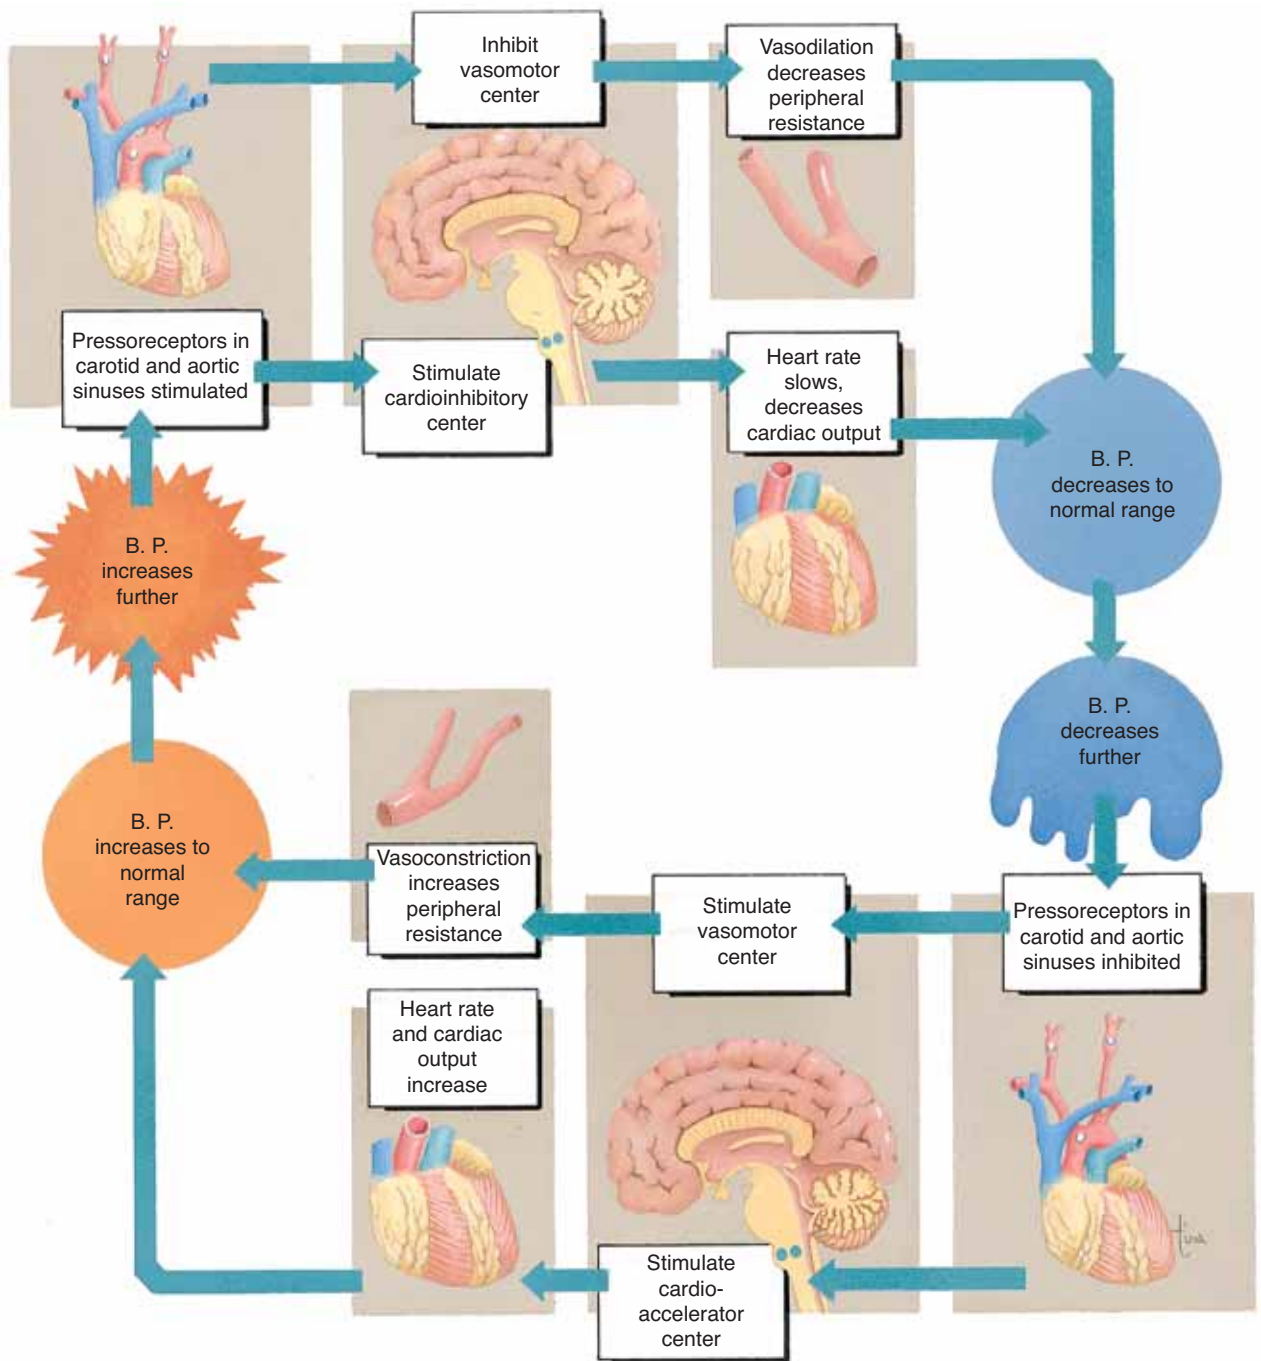 Inhibit
vasomotor
center
Vasodilation
decreases
peripheral
resistance
Pressoreceptors in
carotid and aortic
sinuses stimulated
Stimulate
cardioinhibitory
center
Heart rate
slows,
decreases
cardiac output
B. P.
decreases to
normal range
B. P.
increases
further
B. P.
decreases
further
B. P.
increases to
normal
range
Vasoconstriction
increases
peripheral
resistance
Stimulate
vasomotor
center
Pressoreceptors in
carotid and aortic
sinuses inhibited
Heart rate
and cardiac
output
increase
Stimulate
cardio-
accelerator
center